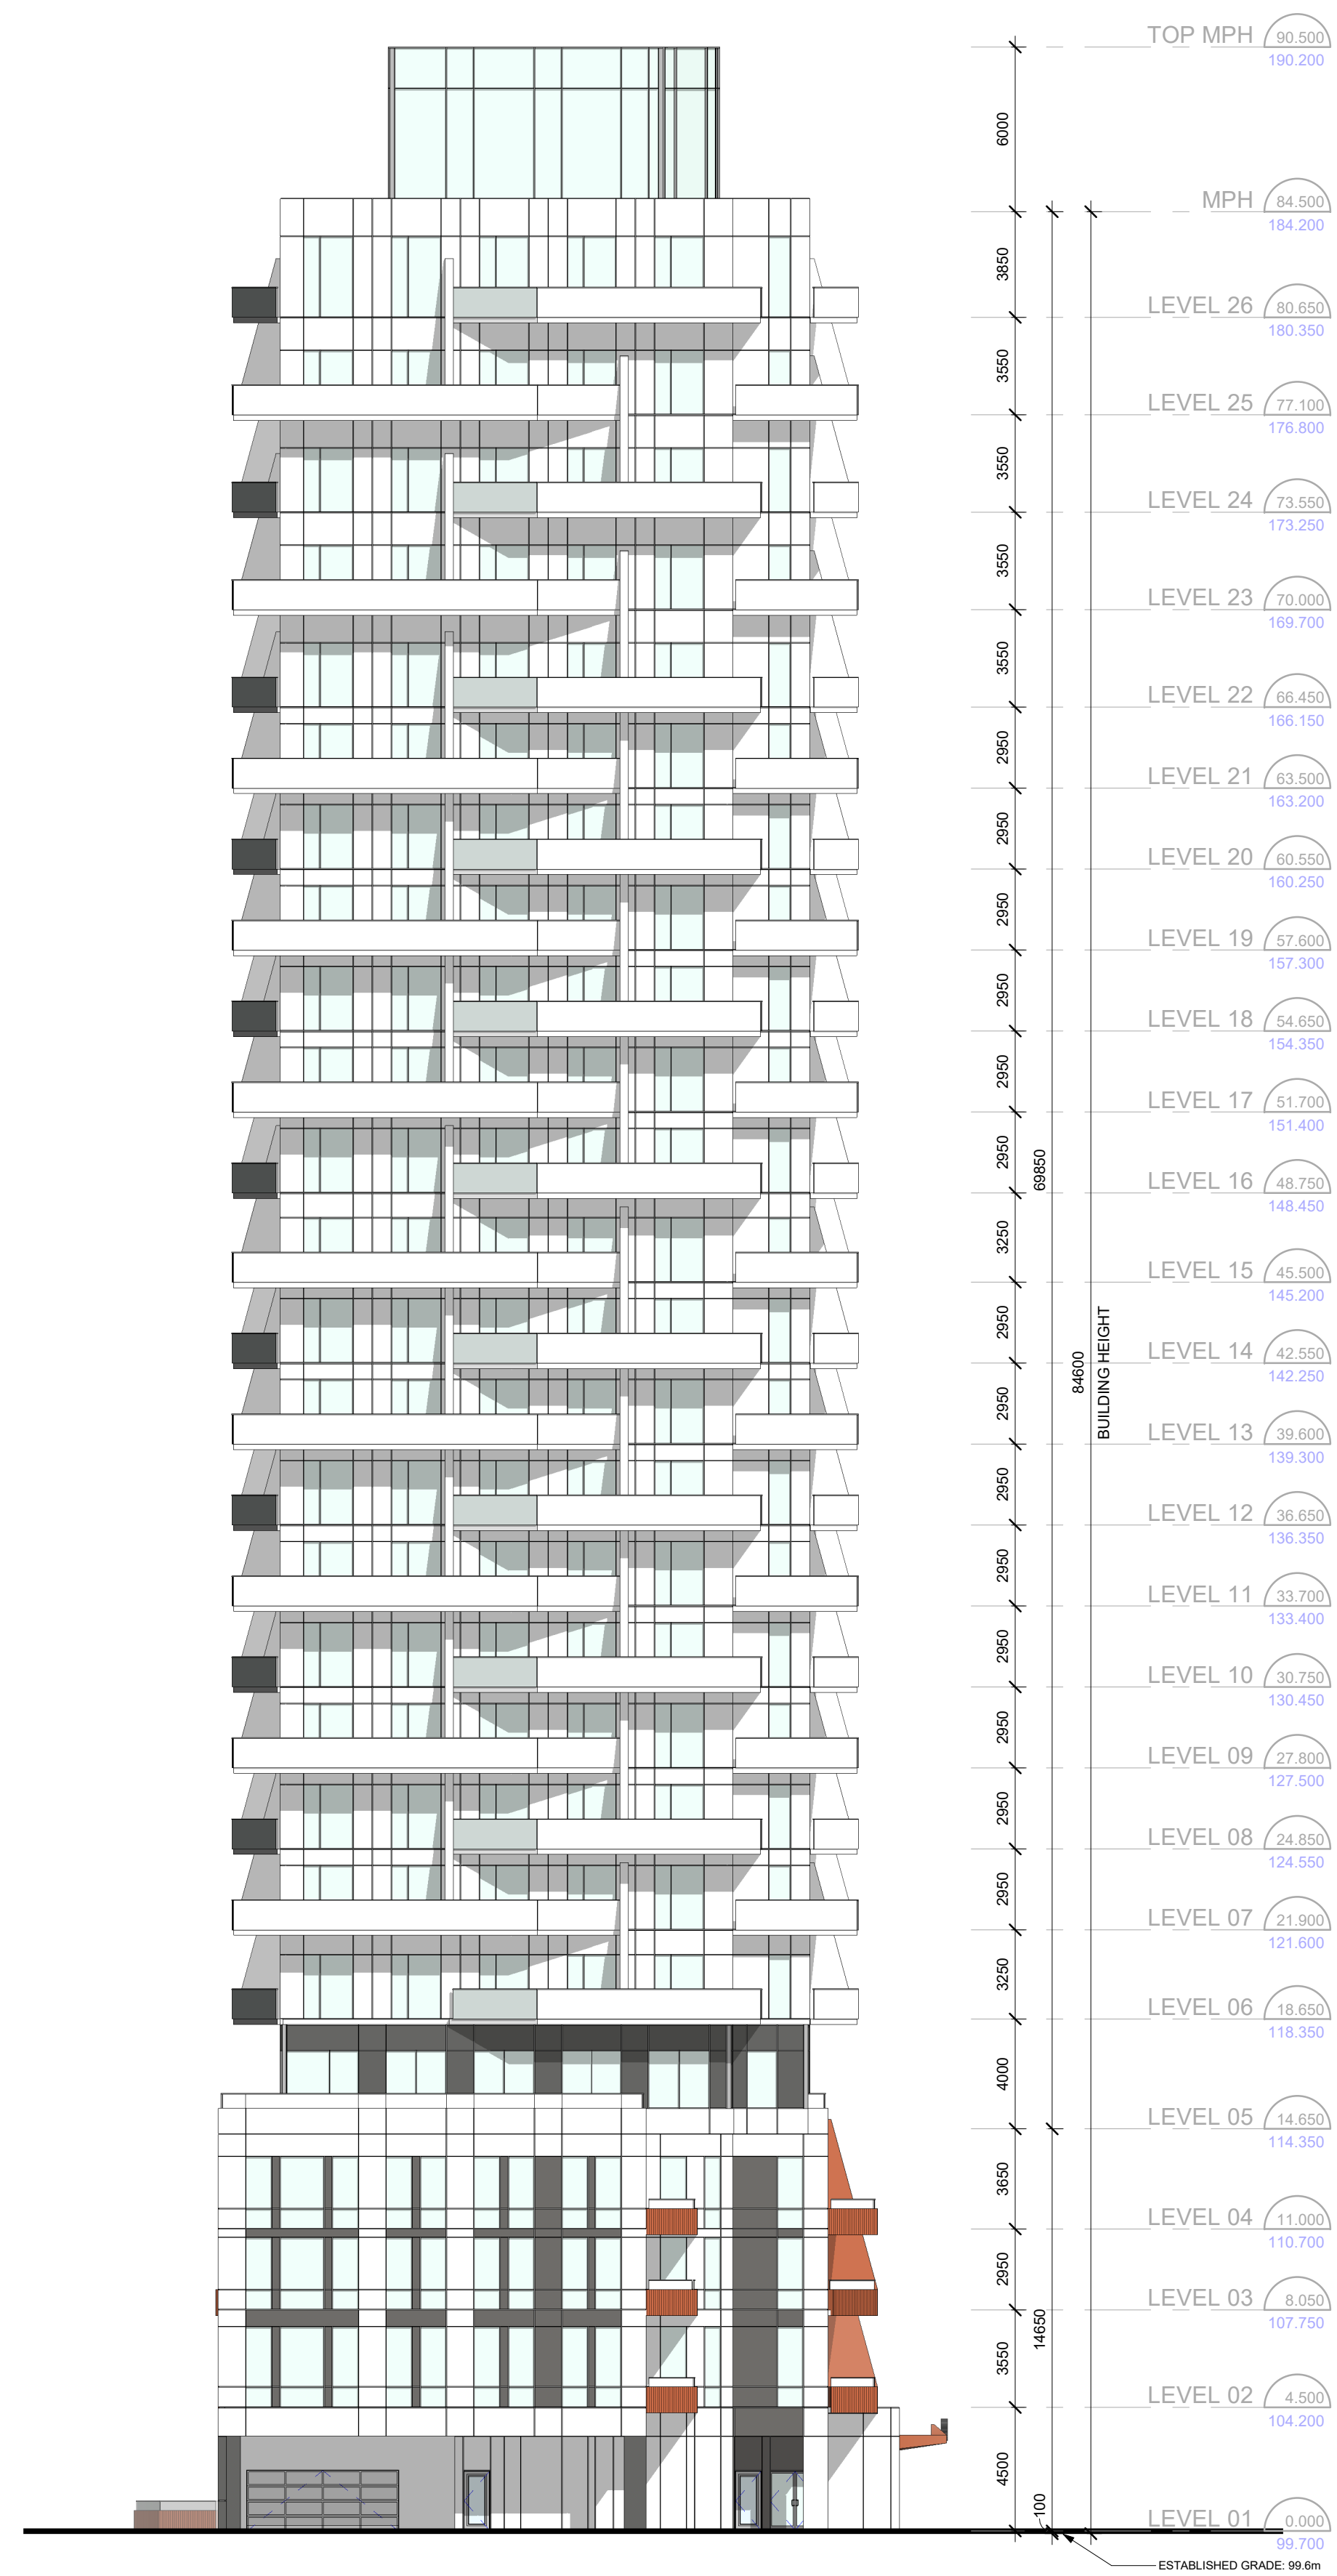 TOP MPH 90.500
190.200
6000
MPH 84.500
184.200
3850
LEVEL 26 80.650
180.350
3550
LEVEL 25 77.100
176.800
3550
LEVEL 24 73.550
173.250
3550
LEVEL 23 70.000
169.700
3550
LEVEL 22 66.450
166.150
2950
LEVEL 21 63.500
163.200
2950
LEVEL 20 60.550
160.250
2950
LEVEL 19 57.600
157.300
2950
LEVEL 18 54.650
154.350
2950
LEVEL 17 51.700
151.400
2950
69850
LEVEL 16 48.750
148.450
3250
LEVEL 15 45.500
145.200
2950
84600
BUILDING HEIGHT
LEVEL 14 42.550
142.250
2950
LEVEL 13 39.600
139.300
2950
LEVEL 12 36.650
136.350
2950
LEVEL 11 33.700
133.400
2950
LEVEL 10 30.750
130.450
2950
LEVEL 09 27.800
127.500
2950
LEVEL 08 24.850
124.550
2950
LEVEL 07 21.900
121.600
3250
LEVEL 06 18.650
118.350
4000
LEVEL 05 14.650
114.350
3650
LEVEL 04 11.000
110.700
2950
LEVEL 03 8.050
107.750
14650
3550
LEVEL 02 4.500
104.200
4500
100
LEVEL 01 0.000
99.700
ESTABLISHED GRADE: 99.6m